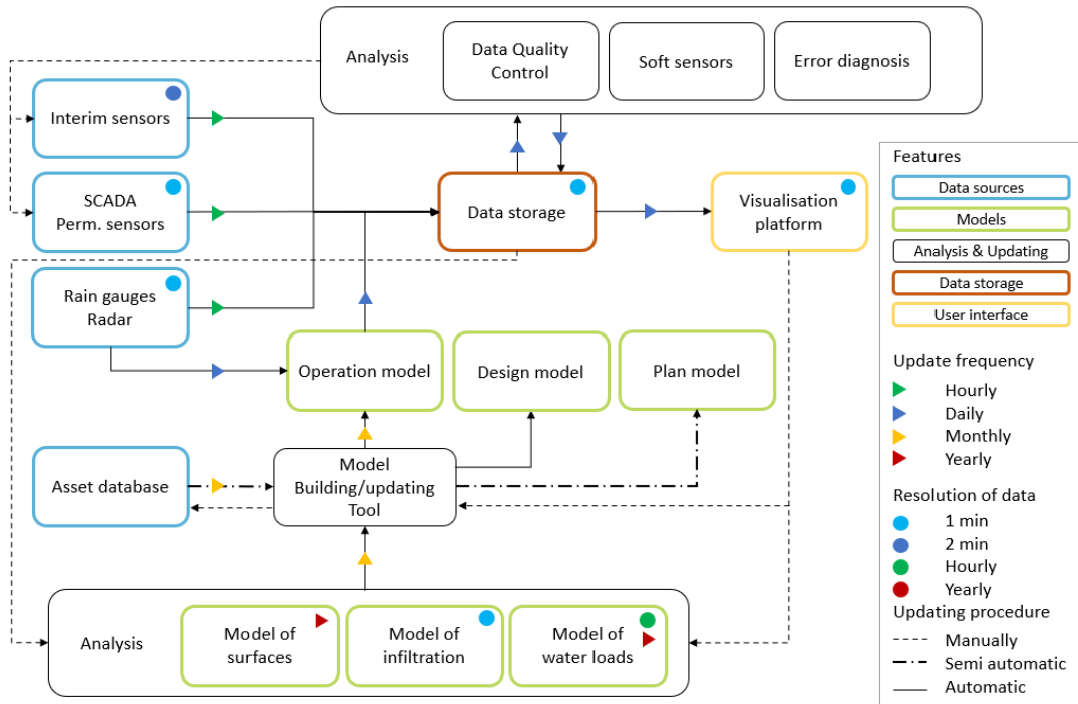 Analysis
Data Quality
Control
Soft sensors
Error diagnosis
Interim sensors
SCADA
Perm. sensors
Data storage
Visualisation
platform
Rain gauges
Radar
Operation model
Design model
Plan model
Asset database
Model
Building/updating
Tool
Analysis
Model of
surfaces
Model of
infiltration
Model of
water loads
Features
Data sources
Models
Analysis & Updating
Data storage
User interface
Update frequency
Hourly
Daily
Monthly
Yearly
Resolution of data
1 min
2 min
Hourly
Yearly
Updating procedure
Manually
Semi automatic
Automatic